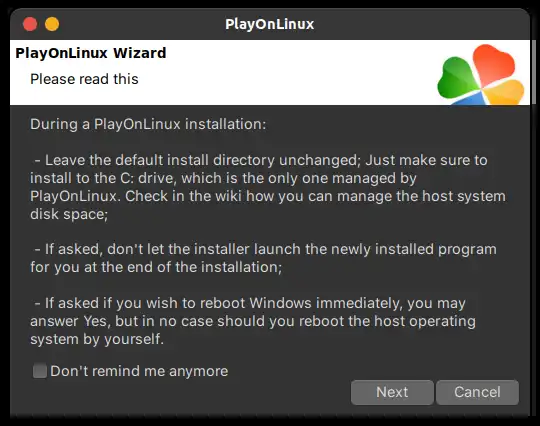 PlayOnLinux
PlayOnLinux Wizard
Please read this
During a PlayOnLinux installation:
- Leave the default install directory unchanged; Just make sure to
install to the C: drive, which is the only one managed by
PlayOnLinux. Check in the wiki how you can manage the host system
disk space;
- If asked, don't let the installer launch the newly installed program
for you at the end of the installation;
- If asked if you wish to reboot Windows immediately, you may
answer Yes, but in no case should you reboot the host operating
system by yourself.
Don't remind me anymore
Next Cancel